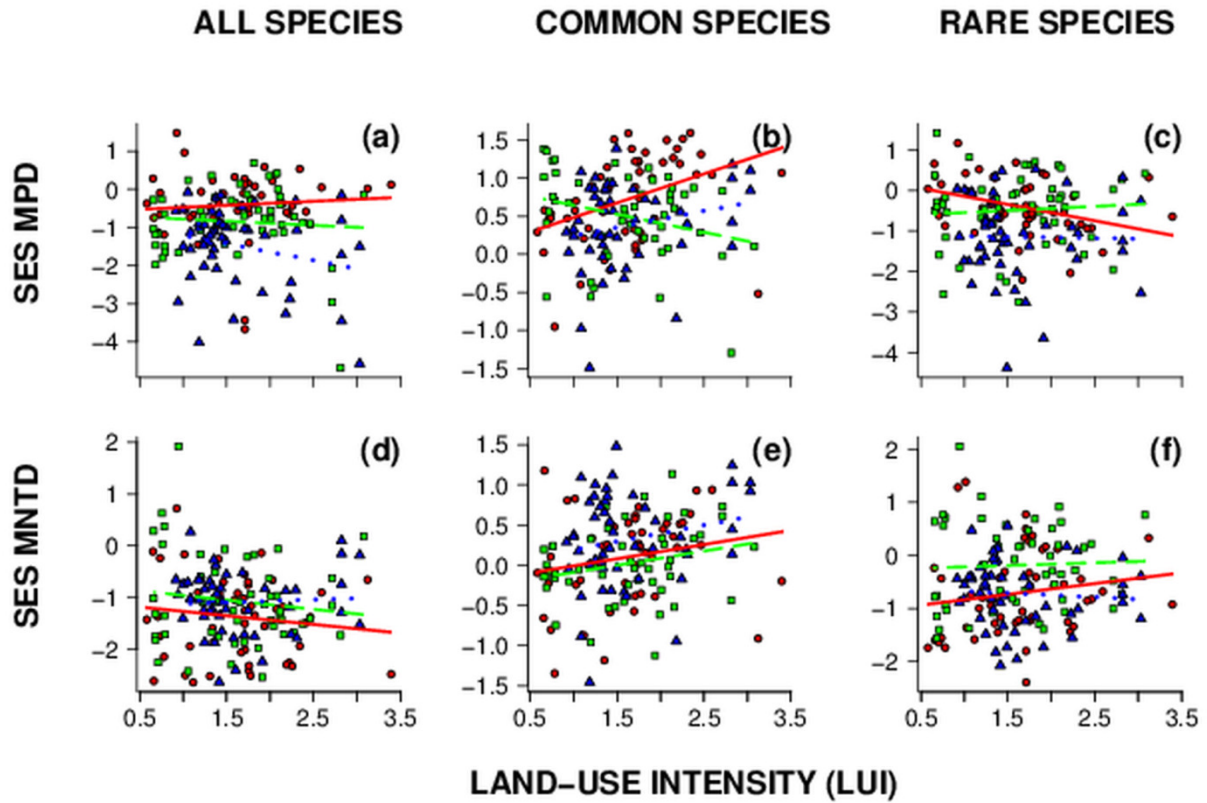 ALL SPECIES COMMON SPECIES RARE SPECIES
SES MPD
(a)
1
0
−1
−2
−3
−4
(b)
1.5
1.0
0.5
0.0
−0.5
−1.0
−1.5
(c)
1
0
−1
−2
−3
−4
SES MNTD
(d)
2
1
0
−1
−2
0.5 1.5 2.5 3.5
(e)
1.5
1.0
0.5
0.0
−0.5
−1.0
−1.5
0.5 1.5 2.5 3.5
(f)
2
1
0
−1
−2
0.5 1.5 2.5 3.5
LAND−USE INTENSITY (LUI)